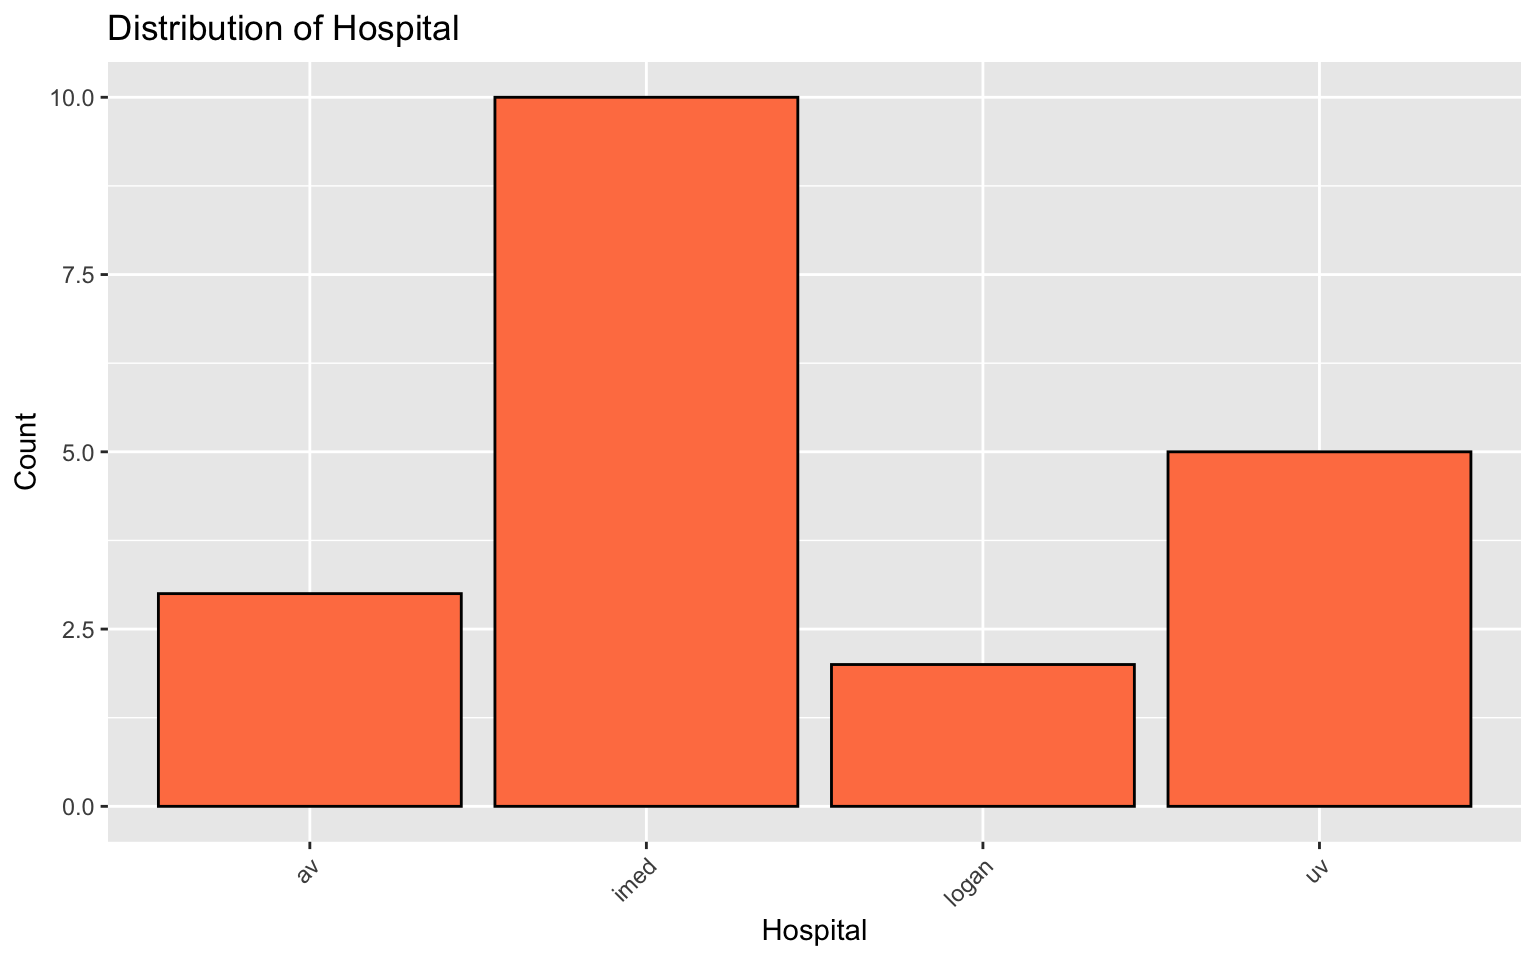 Distribution of Hospital
Count
10.0
7.5
5.0
2.5
0.0
av
imed
logan
uv
Hospital